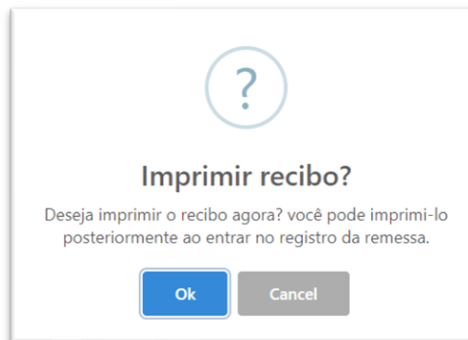 ?
Imprimir recibo?
Deseja imprimir o recibo agora? você pode imprimi-lo
posteriormente ao entrar no registro da remessa.
Ok Cancel